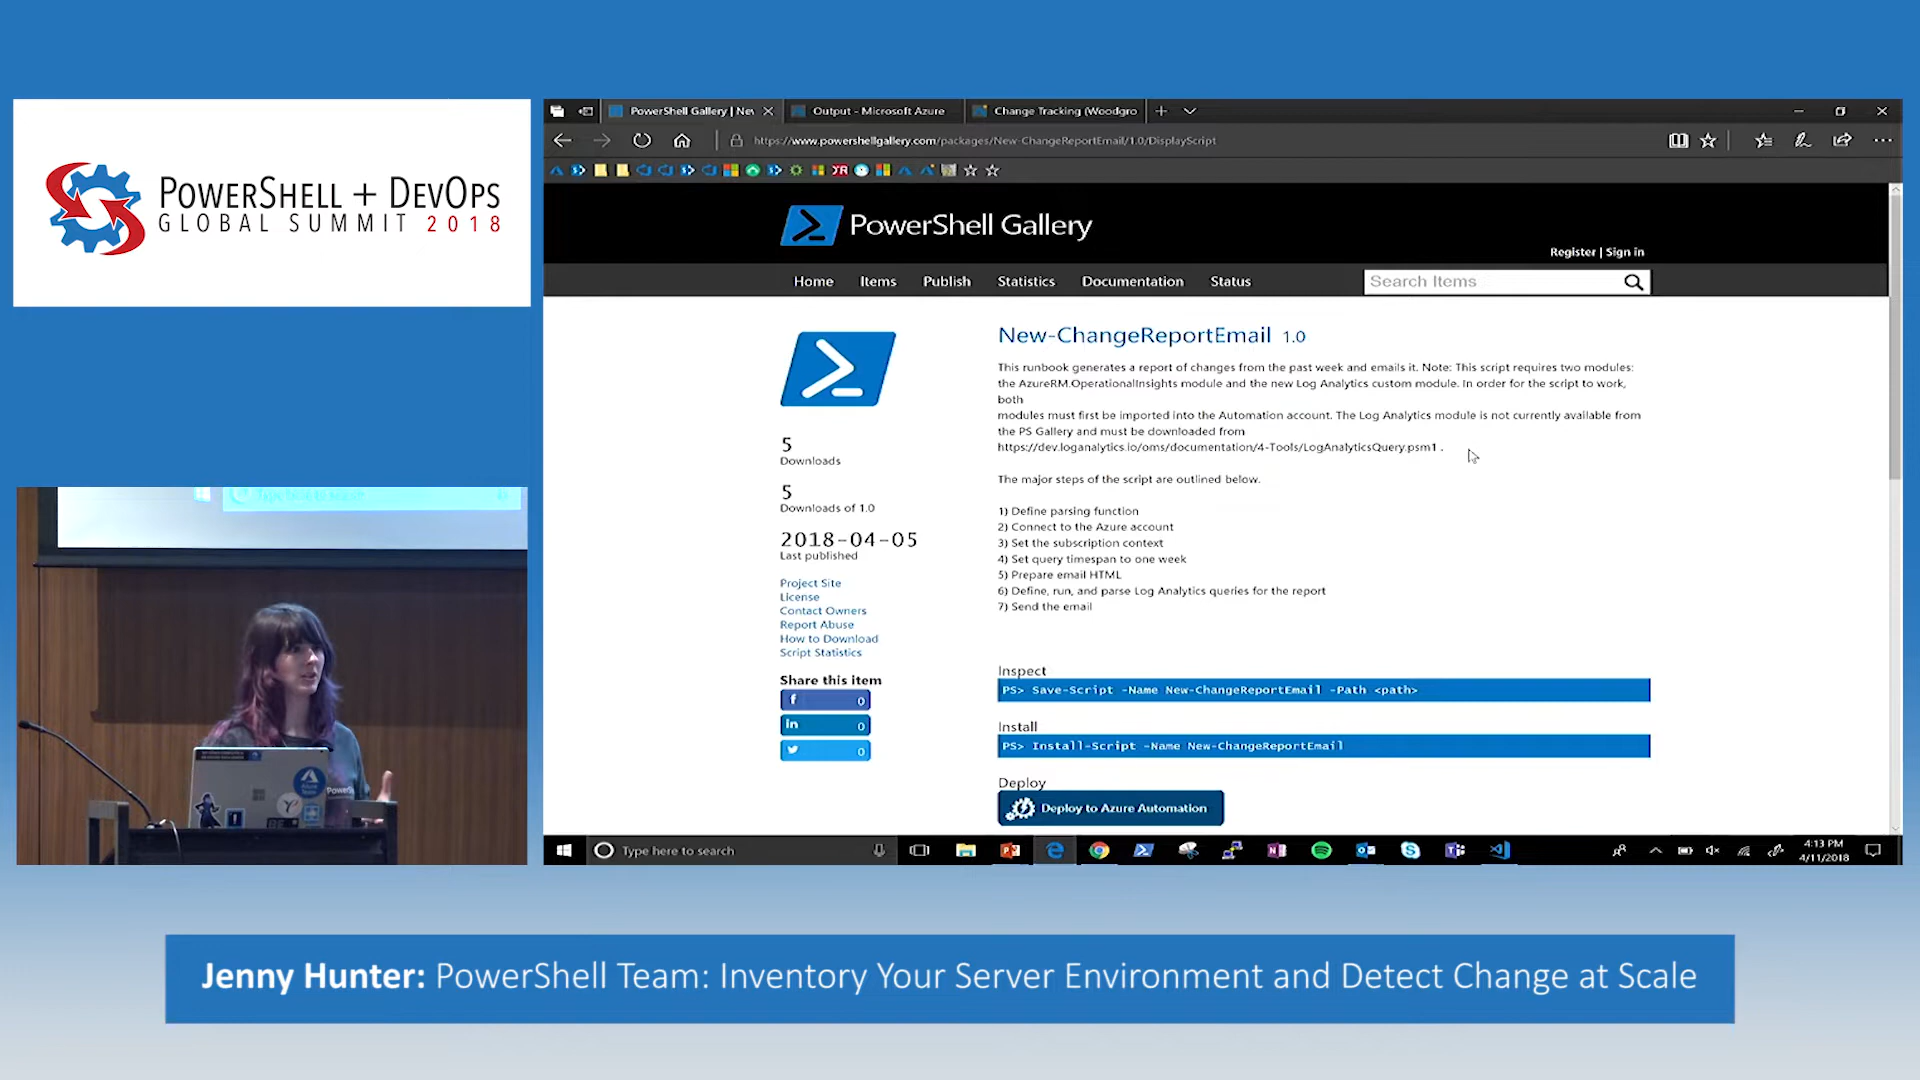 POWERSHELL + DEVOPS
GLOBAL SUMMIT 2018
PowerShell Gallery | Nev
Output - Microsoft Azure
Change Tracking (Woodgro
https://www.powershellgallery.com/packages/New-ChangeReportEmail/1.0/DisplayScript
YR
PowerShell Gallery
Register | Sign in
Home Items Publish Statistics Documentation Status
Search Items
New-ChangeReportEmail 1.0
This runbook generates a report of changes from the past week and emails it. Note: This script requires two modules:
the AzureRM.OperationalInsights module and the new Log Analytics custom module. In order for the script to work,
both
modules must first be imported into the Automation account. The Log Analytics module is not currently available from
the PS Gallery and must be downloaded from
https://dev.loganalytics.io/oms/documentation/4-Tools/LogAnalyticsQuery.psm1 .
The major steps of the script are outlined below.
1) Define parsing function
2) Connect to the Azure account
3) Set the subscription context
4) Set query timespan to one week
5) Prepare email HTML
6) Define, run, and parse Log Analytics queries for the report
7) Send the email
5
Downloads
5
Downloads of 1.0
2018-04-05
Last published
Project Site
License
Contact Owners
Report Abuse
How to Download
Script Statistics
Share this item
f 0
in 0
0
Inspect
PS> Save-Script -Name New-ChangeReportEmail -Path <path>
Install
PS> Install-Script -Name New-ChangeReportEmail
Deploy
Deploy to Azure Automation
Type here to search
4:13 PM
4/11/2018
Type here to search
Jenny Hunter: PowerShell Team: Inventory Your Server Environment and Detect Change at Scale